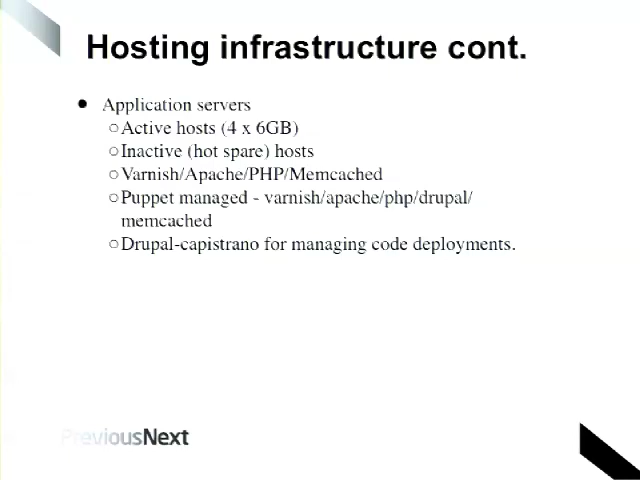 Hosting infrastructure cont.
● Application servers
○Active hosts (4 x 6GB)
○Inactive (hot spare) hosts
○Varnish/Apache/PHP/Memcached
○Puppet managed - varnish/apache/php/drupal/
memcached
○Drupal-capistrano for managing code deployments.
PreviousNext